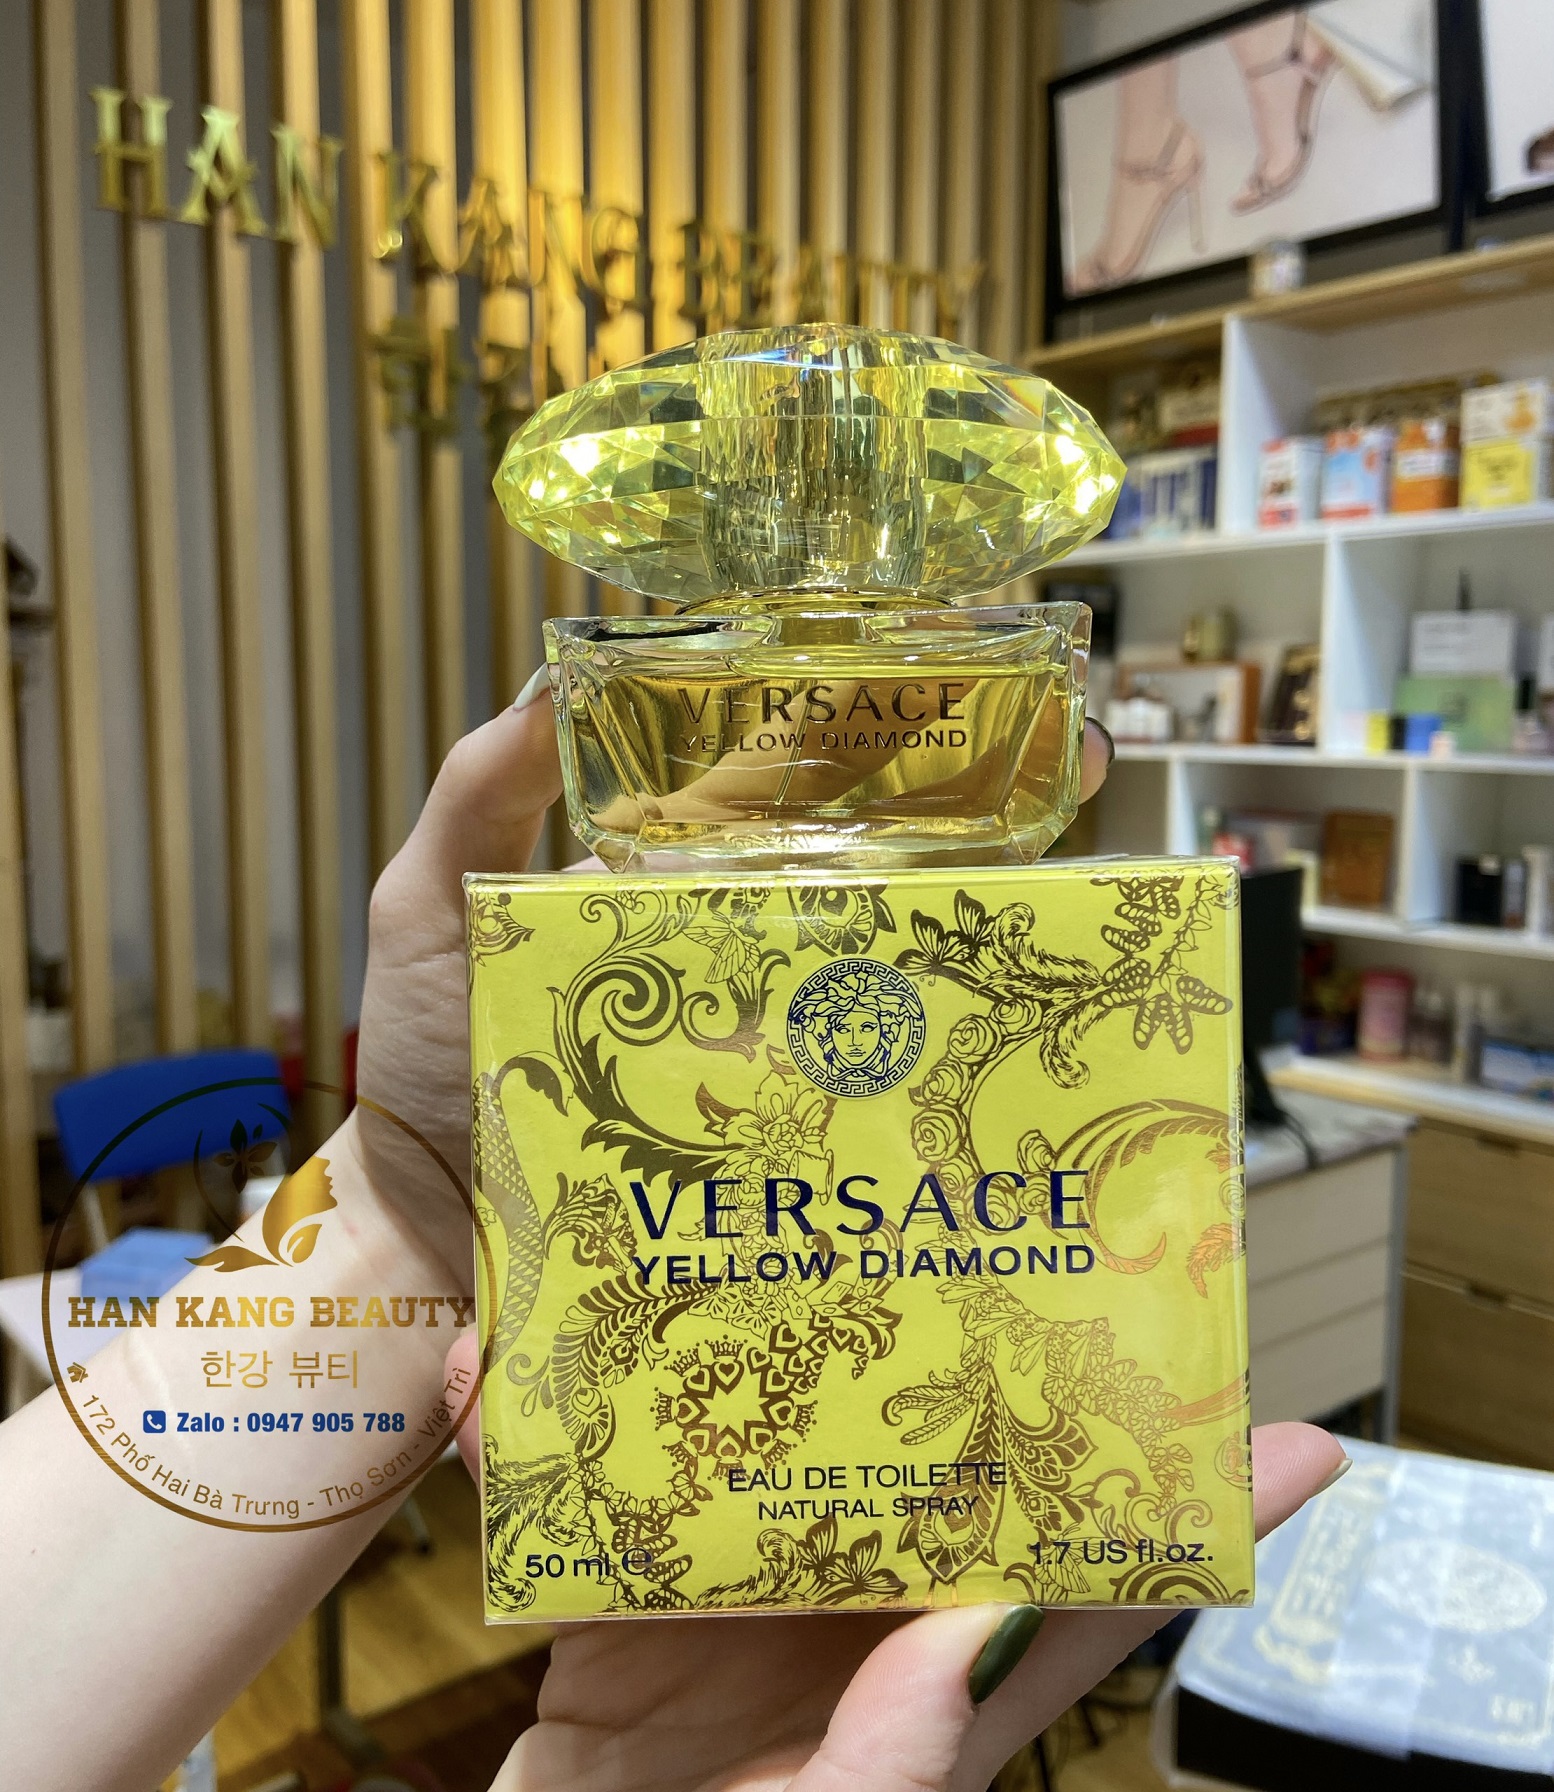 HAN KANG BEAUTY
VERSACE
YELLOW DIAMOND
VERSACE
YELLOW DIAMOND
EAU DE TOILETTE
NATURAL SPRAY
50 ml ℮ 1.7 US fl.oz.
HAN KANG BEAUTY
한강 뷰티
Zalo : 0947 905 788
172 Phố Hai Bà Trưng - Thọ Sơn - Việt Trì